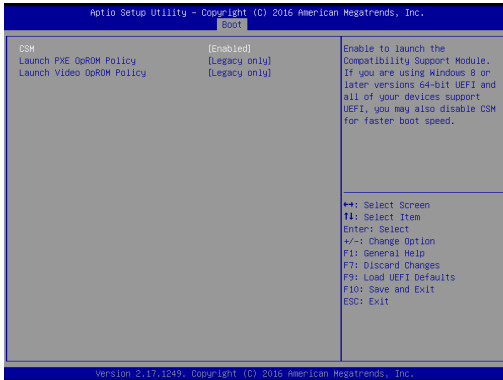 Aptio Setup Utility – Copyright (C) 2016 American Megatrends, Inc.
Boot
CSM [Enabled]
Launch PXE OpROM Policy [Legacy only]
Launch Video OpROM Policy [Legacy only]
Enable to launch the
Compatibility Support Module.
If you are using Windows 8 or
later versions 64-bit UEFI and
all of your devices support
UEFI, you may also disable CSM
for faster boot speed.
↔: Select Screen
↑↓: Select Item
Enter: Select
+/-: Change Option
F1: General Help
F7: Discard Changes
F9: Load UEFI Defaults
F10: Save and Exit
ESC: Exit
Version 2.17.1249. Copyright (C) 2016 American Megatrends, Inc.